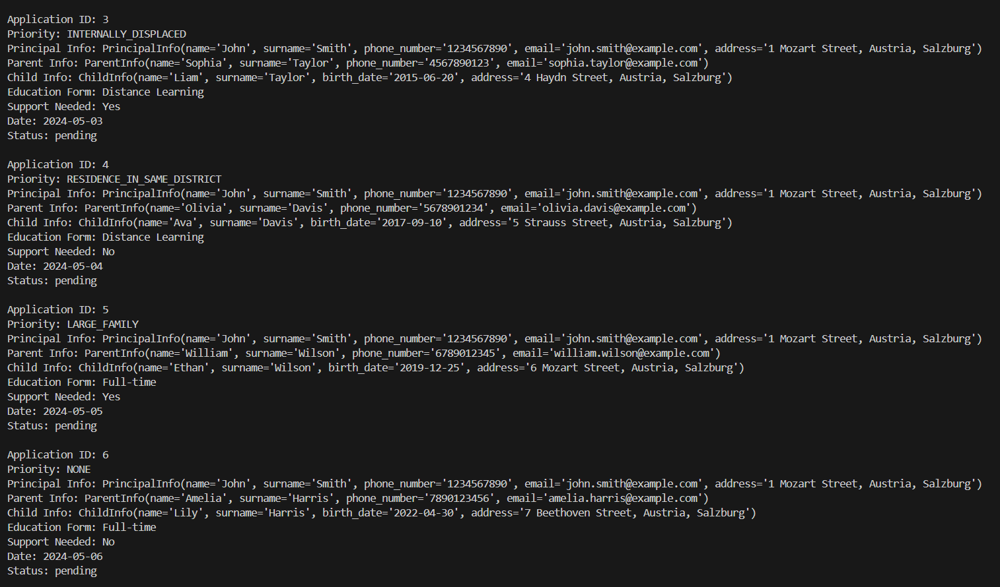 Application ID: 3
Priority: INTERNALLY_DISPLACED
Principal Info: PrincipalInfo(name='John', surname='Smith', phone_number='1234567890', email='john.smith@example.com', address='1 Mozart Street, Austria, Salzburg')
Parent Info: ParentInfo(name='Sophia', surname='Taylor', phone_number='4567890123', email='sophia.taylor@example.com')
Child Info: ChildInfo(name='Liam', surname='Taylor', birth_date='2015-06-20', address='4 Haydn Street, Austria, Salzburg')
Education Form: Distance Learning
Support Needed: Yes
Date: 2024-05-03
Status: pending

Application ID: 4
Priority: RESIDENCE_IN_SAME_DISTRICT
Principal Info: PrincipalInfo(name='John', surname='Smith', phone_number='1234567890', email='john.smith@example.com', address='1 Mozart Street, Austria, Salzburg')
Parent Info: ParentInfo(name='Olivia', surname='Davis', phone_number='5678901234', email='olivia.davis@example.com')
Child Info: ChildInfo(name='Ava', surname='Davis', birth_date='2017-09-10', address='5 Strauss Street, Austria, Salzburg')
Education Form: Distance Learning
Support Needed: No
Date: 2024-05-04
Status: pending

Application ID: 5
Priority: LARGE_FAMILY
Principal Info: PrincipalInfo(name='John', surname='Smith', phone_number='1234567890', email='john.smith@example.com', address='1 Mozart Street, Austria, Salzburg')
Parent Info: ParentInfo(name='William', surname='Wilson', phone_number='6789012345', email='william.wilson@example.com')
Child Info: ChildInfo(name='Ethan', surname='Wilson', birth_date='2019-12-25', address='6 Mozart Street, Austria, Salzburg')
Education Form: Full-time
Support Needed: Yes
Date: 2024-05-05
Status: pending

Application ID: 6
Priority: NONE
Principal Info: PrincipalInfo(name='John', surname='Smith', phone_number='1234567890', email='john.smith@example.com', address='1 Mozart Street, Austria, Salzburg')
Parent Info: ParentInfo(name='Amelia', surname='Harris', phone_number='7890123456', email='amelia.harris@example.com')
Child Info: ChildInfo(name='Lily', surname='Harris', birth_date='2022-04-30', address='7 Beethoven Street, Austria, Salzburg')
Education Form: Full-time
Support Needed: No
Date: 2024-05-06
Status: pending